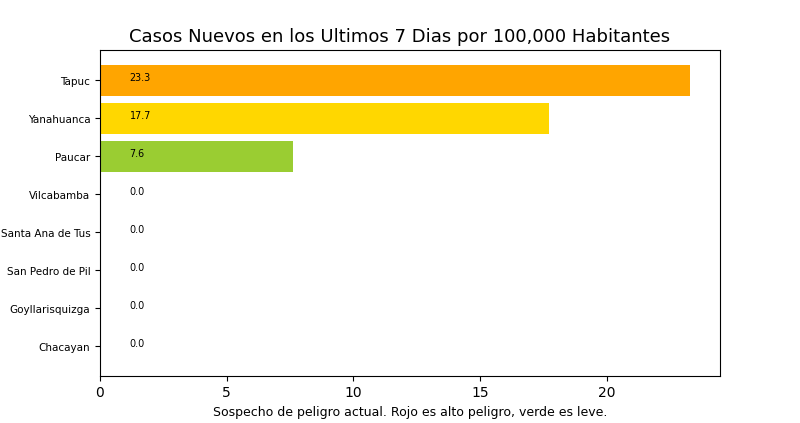 Casos Nuevos en los Ultimos 7 Dias por 100,000 Habitantes
Tapuc 23.3
Yanahuanca 17.7
Paucar 7.6
Vilcabamba 0.0
Santa Ana de Tus 0.0
San Pedro de Pil 0.0
Goyllarisquizga 0.0
Chacayan 0.0
0 5 10 15 20
Sospecho de peligro actual. Rojo es alto peligro, verde es leve.